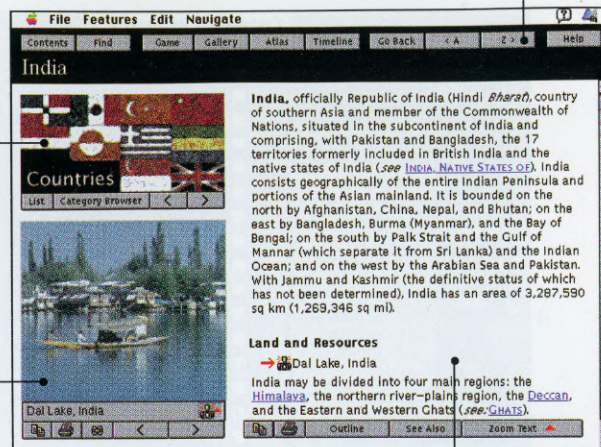 File Features Edit Navigate
Contents Find Game Gallery Atlas Timeline Go Back < A Z > Help
India
Countries
List Category Browser < >
Dal Lake, India
< >
India, officially Republic of India (Hindi Bharat), country
of southern Asia and member of the Commonwealth of
Nations, situated in the subcontinent of India and
comprising, with Pakistan and Bangladesh, the 17
territories formerly included in British India and the
native states of India (see INDIA, NATIVE STATES OF). India
consists geographically of the entire Indian Peninsula and
portions of the Asian mainland. It is bounded on the
north by Afghanistan, China, Nepal, and Bhutan; on the
east by Bangladesh, Burma (Myanmar), and the Bay of
Bengal; on the south by Palk Strait and the Gulf of
Mannar (which separate it from Sri Lanka) and the Indian
Ocean; and on the west by the Arabian Sea and Pakistan.
With Jammu and Kashmir (the definitive status of which
has not been determined), India has an area of 3,287,590
sq km (1,269,346 sq mi).
Land and Resources
Dal Lake, India
India may be divided into four main regions: the
Himalaya, the northern river-plains region, the Deccan,
and the Eastern and Western Ghats (see: GHATS).
Outline See Also Zoom Text